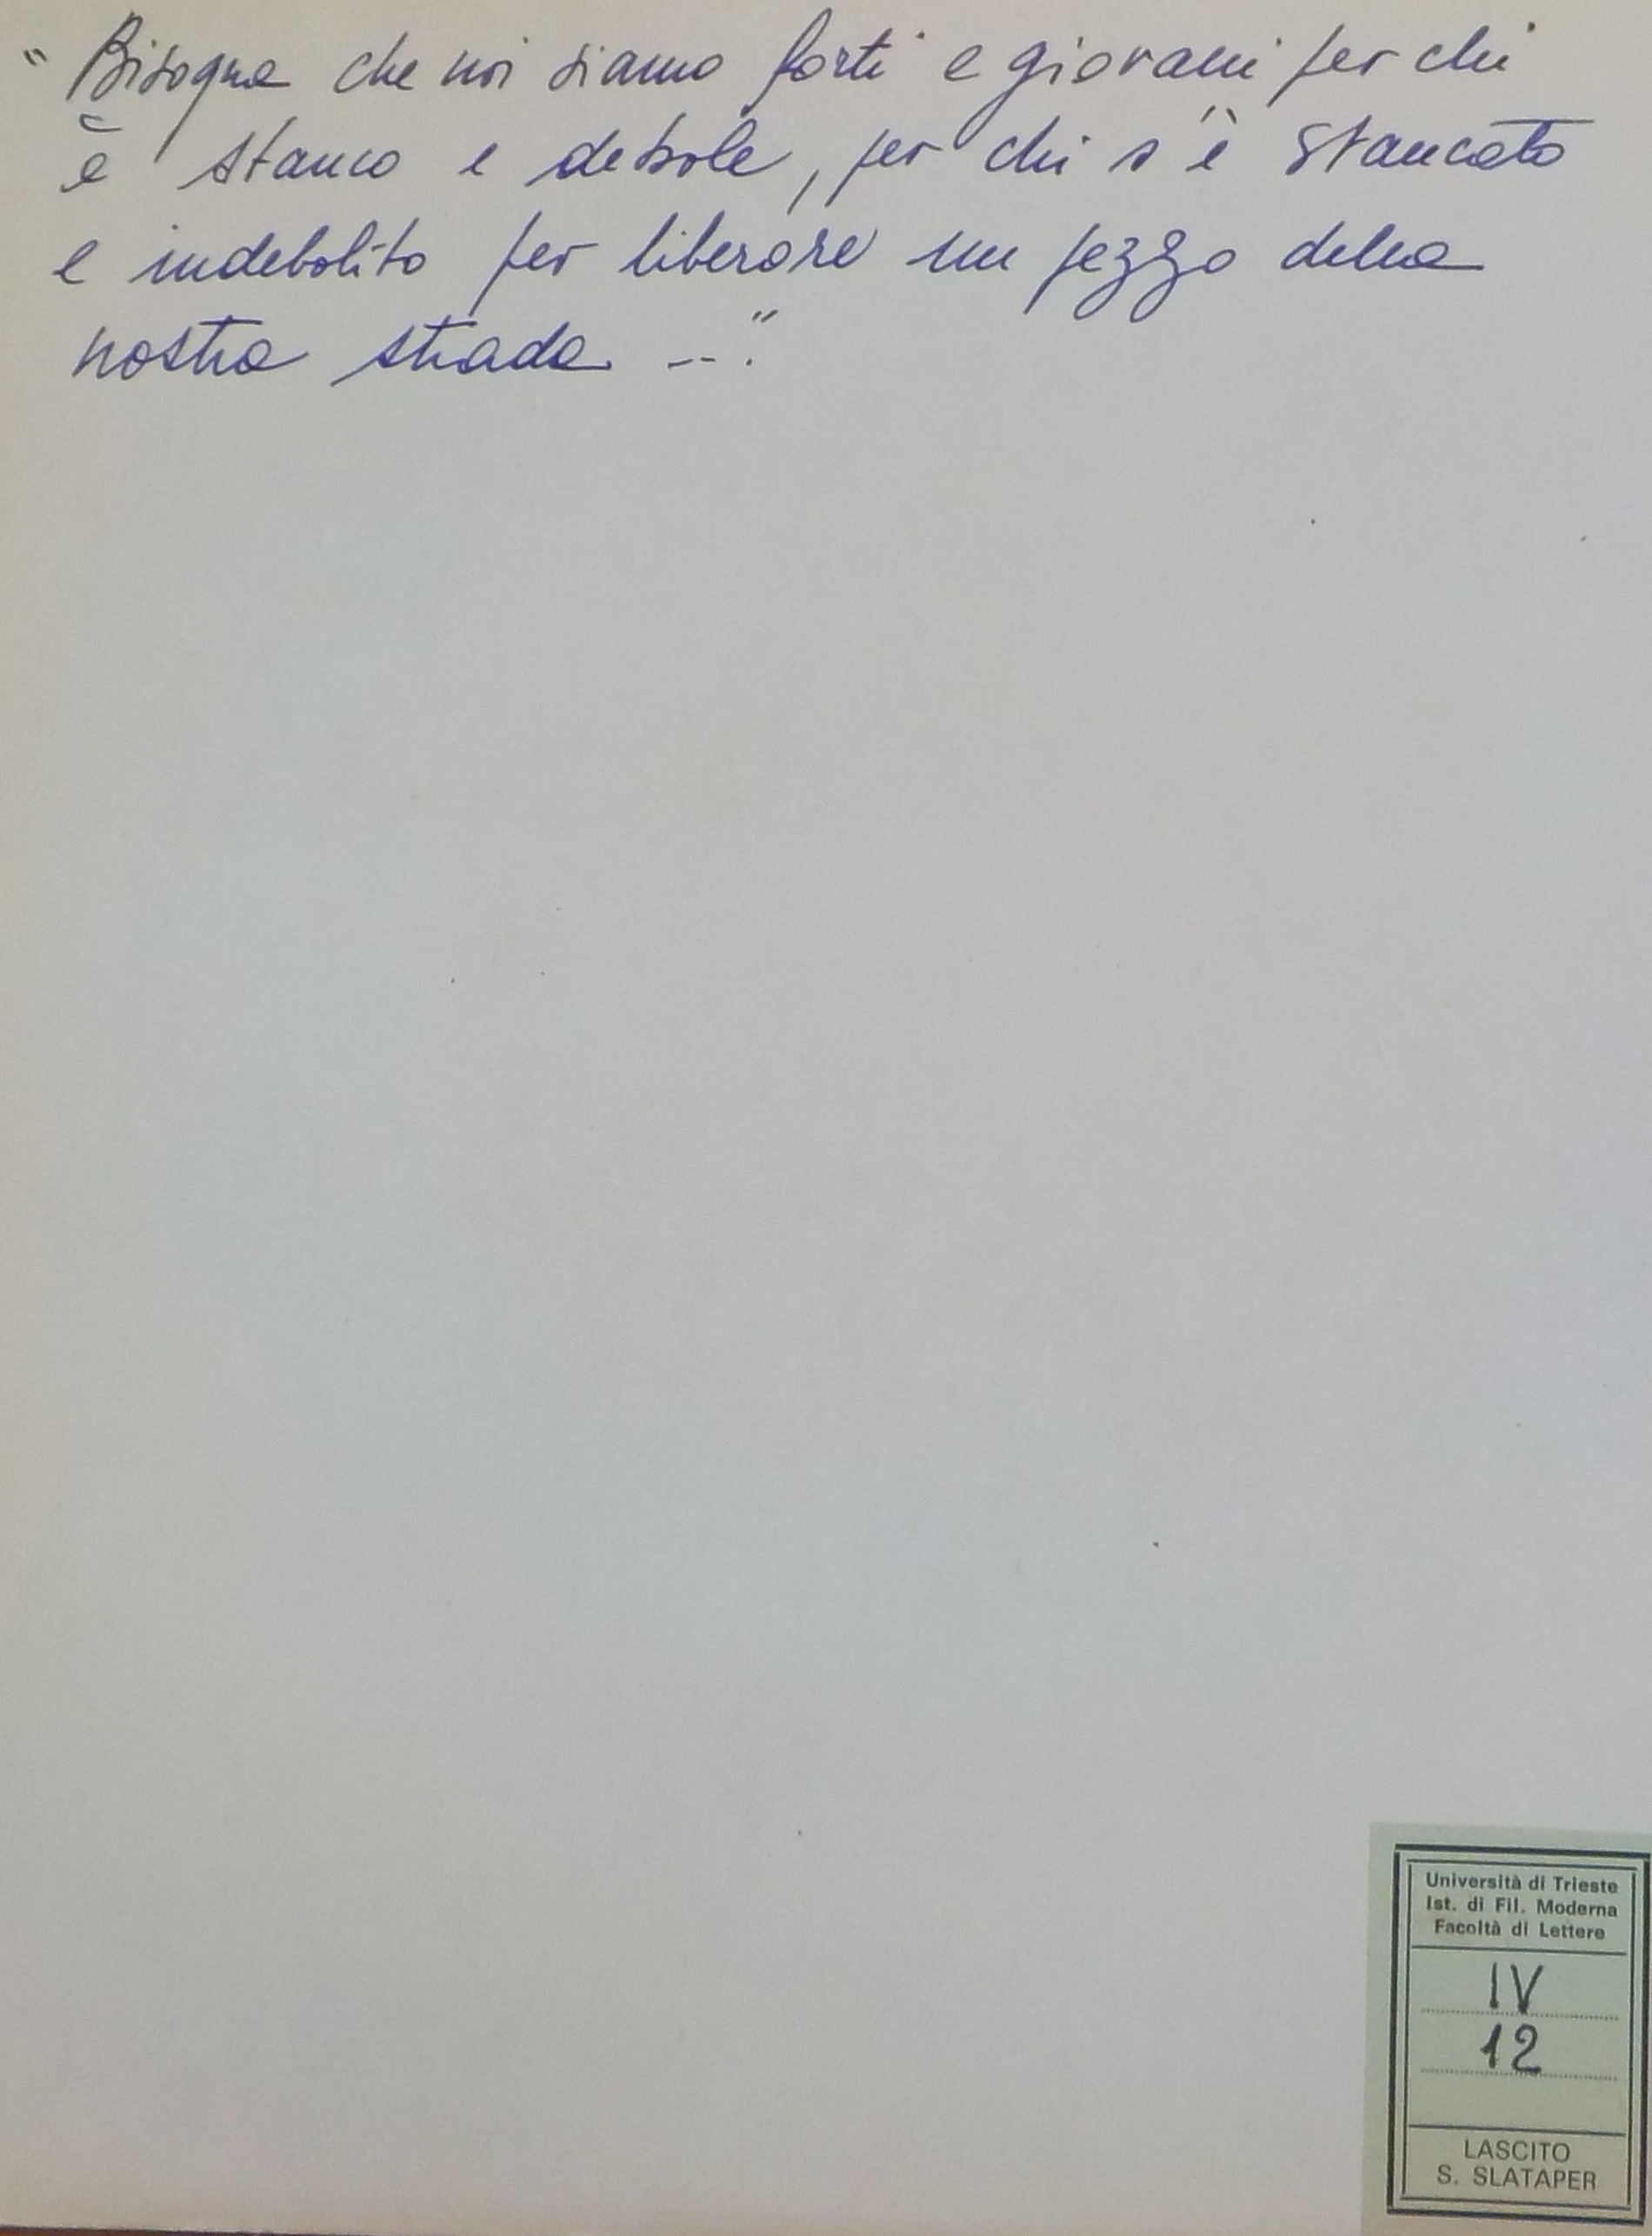 "Bisogna che noi siamo forti e giovani per chi
è stanco e debole, per chi s'è stancato
e indebolito per liberare un pezzo della
nostra strada --."
Università di Trieste
Ist. di Fil. Moderna
Facoltà di Lettere
IV
12
LASCITO
S. SLATAPER